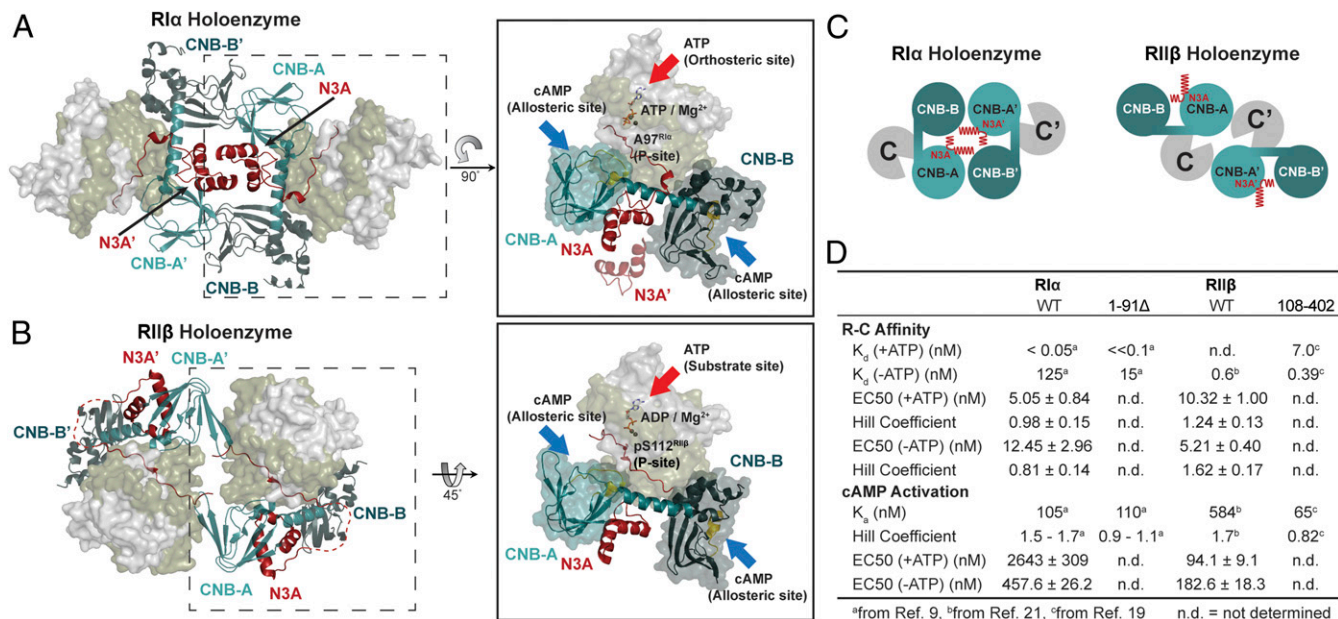 A
RIα Holoenzyme
CNB-B'
CNB-A
N3A
N3A'
CNB-A'
CNB-B
90°
ATP
(Orthosteric site)
cAMP
(Allosteric site)
ATP / Mg²⁺
A97ᴿᴵᵅ
(P-site)
CNB-B
CNB-A
N3A
N3A'
cAMP
(Allosteric site)
B
RIIβ Holoenzyme
N3A'
CNB-A'
CNB-B'
CNB-B
CNB-A
N3A
45°
ATP
(Substrate site)
cAMP
(Allosteric site)
ADP / Mg²⁺
pS112ᴿᴵᴵᵝ
(P-site)
CNB-B
CNB-A
N3A
cAMP
(Allosteric site)
C
RIα Holoenzyme
CNB-B
CNB-A'
N3A'
C
C'
N3A
CNB-A
CNB-B'
RIIβ Holoenzyme
CNB-B
N3A
CNB-A
C'
C
CNB-A'
N3A'
CNB-B'
D
RIα RIIβ
WT 1-91Δ WT 108-402
R-C Affinity
K_d (+ATP) (nM) < 0.05ᵃ <<0.1ᵃ n.d. 7.0ᶜ
K_d (-ATP) (nM) 125ᵃ 15ᵃ 0.6ᵇ 0.39ᶜ
EC50 (+ATP) (nM) 5.05 ± 0.84 n.d. 10.32 ± 1.00 n.d.
Hill Coefficient 0.98 ± 0.15 n.d. 1.24 ± 0.13 n.d.
EC50 (-ATP) (nM) 12.45 ± 2.96 n.d. 5.21 ± 0.40 n.d.
Hill Coefficient 0.81 ± 0.14 n.d. 1.62 ± 0.17 n.d.
cAMP Activation
K_a (nM) 105ᵃ 110ᵃ 584ᵇ 65ᶜ
Hill Coefficient 1.5 - 1.7ᵃ 0.9 - 1.1ᵃ 1.7ᵇ 0.82ᶜ
EC50 (+ATP) (nM) 2643 ± 309 n.d. 94.1 ± 9.1 n.d.
EC50 (-ATP) (nM) 457.6 ± 26.2 n.d. 182.6 ± 18.3 n.d.
ᵃfrom Ref. 9, ᵇfrom Ref. 21, ᶜfrom Ref. 19 n.d. = not determined